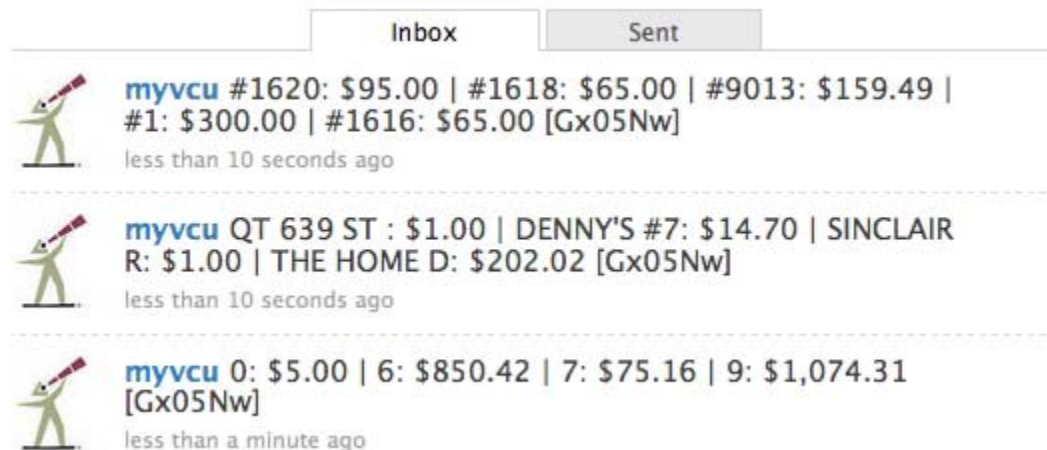 Inbox Sent
myvcu #1620: $95.00 | #1618: $65.00 | #9013: $159.49 |
#1: $300.00 | #1616: $65.00 [Gx05Nw]
less than 10 seconds ago
myvcu QT 639 ST : $1.00 | DENNY'S #7: $14.70 | SINCLAIR
R: $1.00 | THE HOME D: $202.02 [Gx05Nw]
less than 10 seconds ago
myvcu 0: $5.00 | 6: $850.42 | 7: $75.16 | 9: $1,074.31
[Gx05Nw]
less than a minute ago